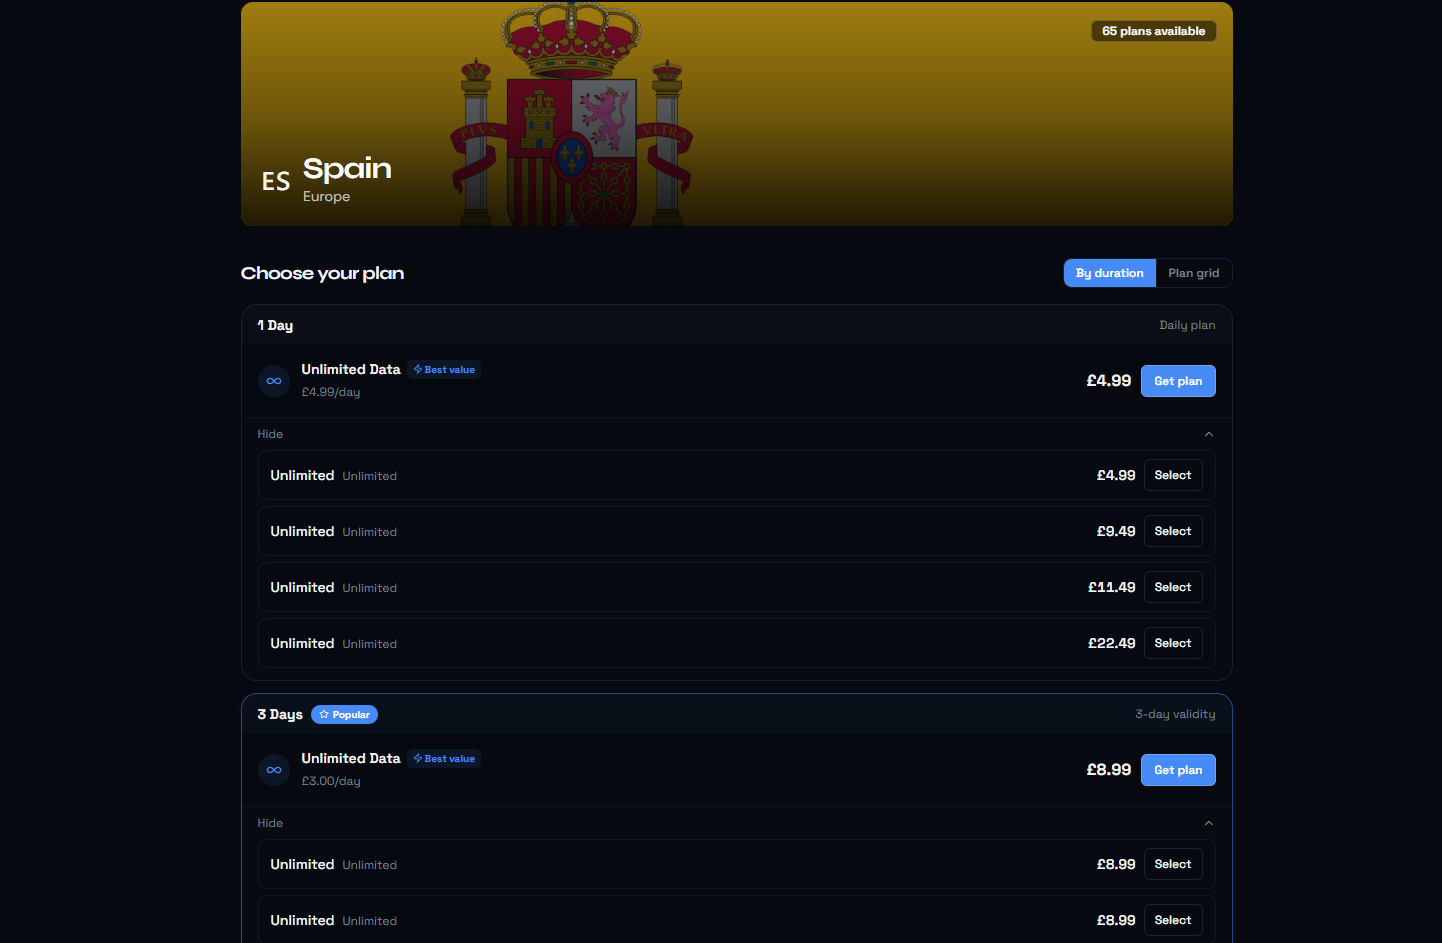 65 plans available
PLVS
VITRA
ES
Spain
Europe
Choose your plan
By duration
Plan grid
1 Day
Daily plan
Unlimited Data
Best value
£4.99/day
£4.99
Get plan
Hide
Unlimited Unlimited
£4.99
Select
Unlimited Unlimited
£9.49
Select
Unlimited Unlimited
£11.49
Select
Unlimited Unlimited
£22.49
Select
3 Days
Popular
3-day validity
Unlimited Data
Best value
£3.00/day
£8.99
Get plan
Hide
Unlimited Unlimited
£8.99
Select
Unlimited Unlimited
£8.99
Select